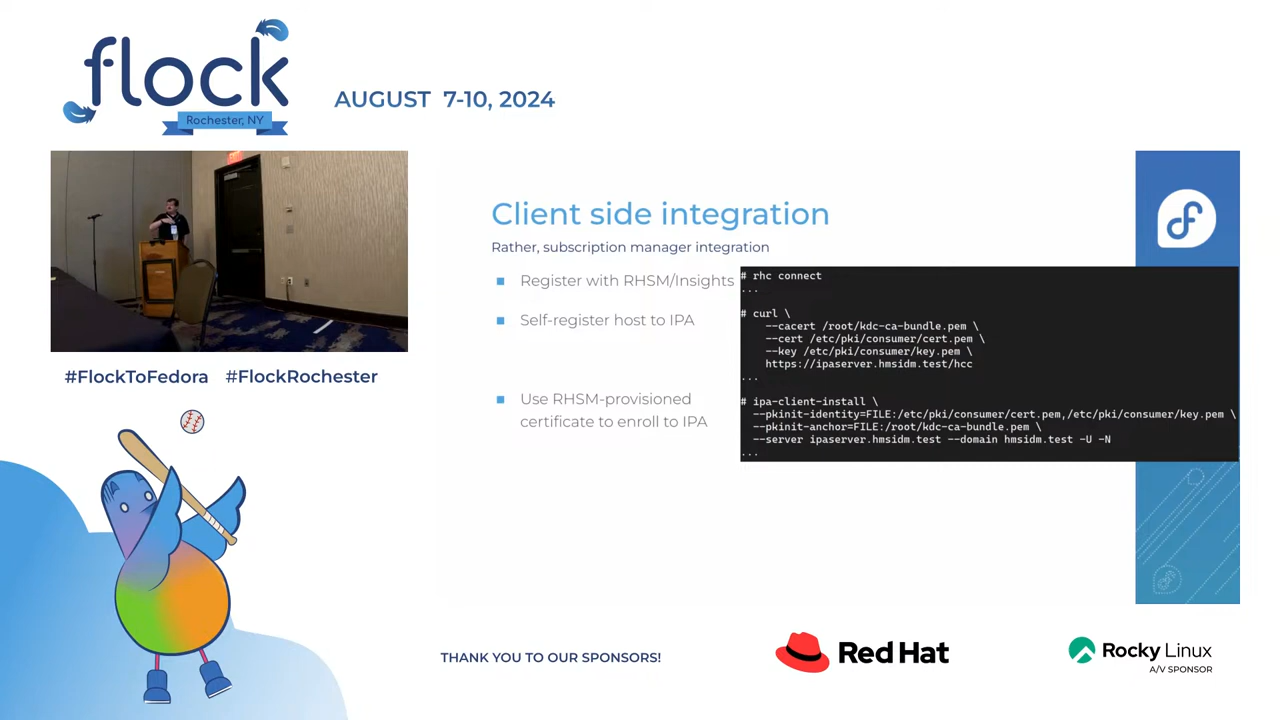 flock
Rochester, NY
AUGUST 7-10, 2024
#FlockToFedora #FlockRochester
Client side integration
Rather, subscription manager integration
Register with RHSM/Insights
Self-register host to IPA
Use RHSM-provisioned
certificate to enroll to IPA
# rhc connect
...
# curl \
--cacert /root/kdc-ca-bundle.pem \
--cert /etc/pki/consumer/cert.pem \
--key /etc/pki/consumer/key.pem \
https://ipaserver.hmsidm.test/hcc
...
# ipa-client-install \
--pkinit-identity=FILE:/etc/pki/consumer/cert.pem,/etc/pki/consumer/key.pem \
--pkinit-anchor=FILE:/root/kdc-ca-bundle.pem \
--server ipaserver.hmsidm.test --domain hmsidm.test -U -N
...
THANK YOU TO OUR SPONSORS!
Red Hat
Rocky Linux
A/V SPONSOR